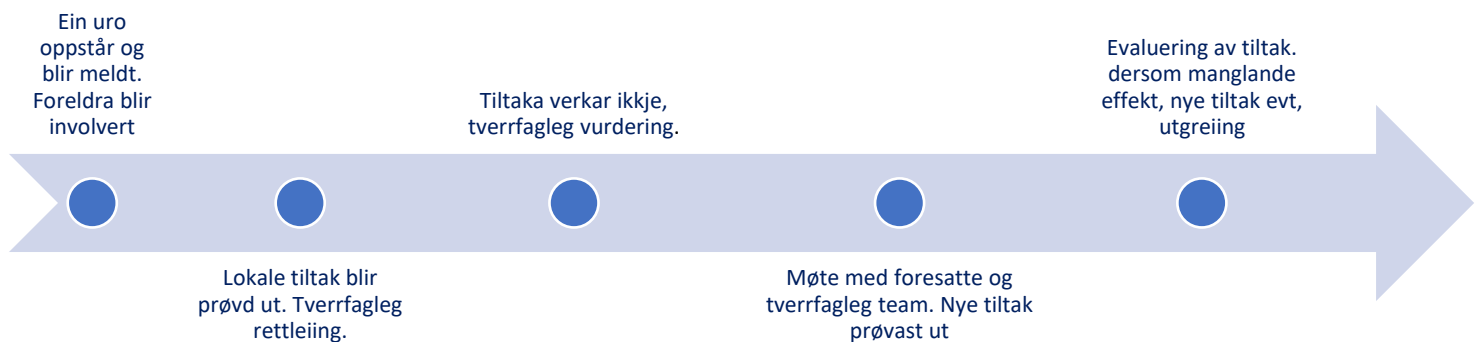 Ein uro
oppstår og
blir meldt.
Foreldra blir
involvert
Lokale tiltak blir
prøvd ut. Tverrfagleg
rettleiing.
Tiltaka verkar ikkje,
tverrfagleg vurdering.
Møte med foresatte og
tverrfagleg team. Nye tiltak
prøvast ut
Evaluering av tiltak.
dersom manglande
effekt, nye tiltak evt,
utgreiing